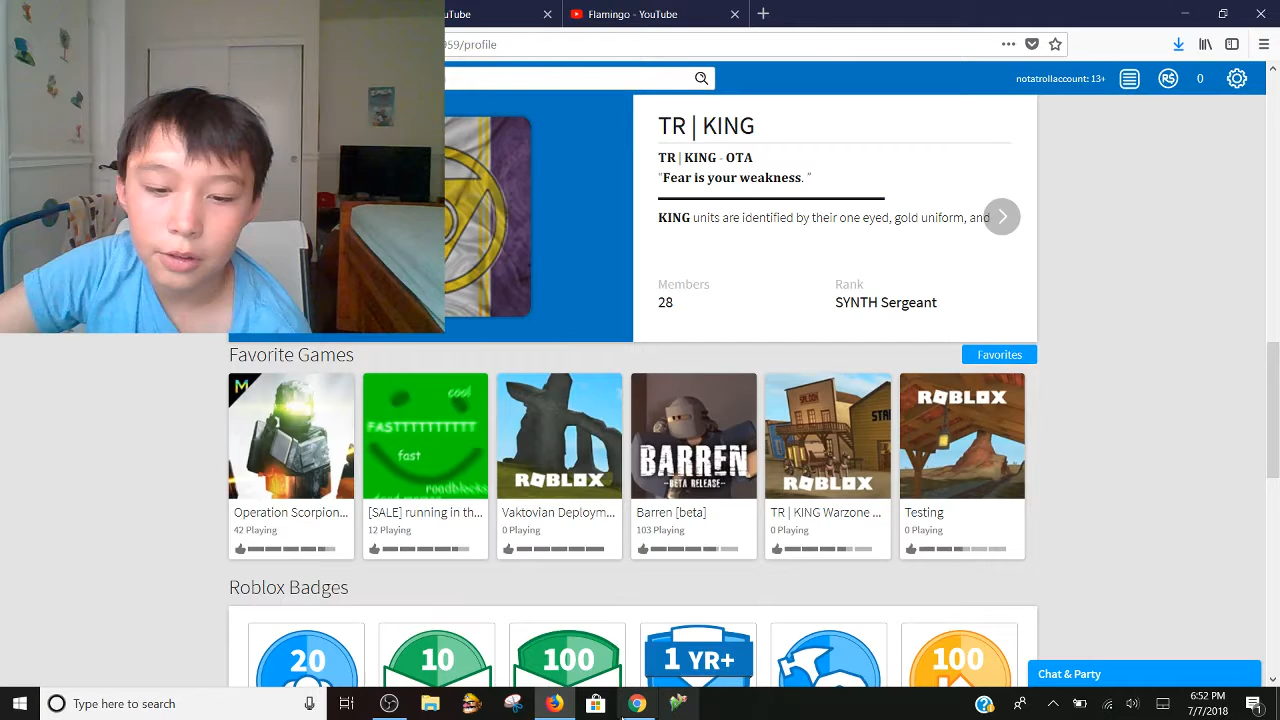 uTube
Flamingo - YouTube
959/profile
notatrollaccount: 13+
R$
0
TR | KING
TR | KING - OTA
"Fear is your weakness. "
KING units are identified by their one eyed, gold uniform, and
Members
28
Rank
SYNTH Sergeant
Favorite Games
Favorites
M
cool
FASTTTTTTTTTT
fast
roadblocks
dead memes
ROBLOX
BARREN
-BETA RELEASE-
SALOON
ROBLOX
ROBLOX
Operation Scorpion...
[SALE] running in th...
Vaktovian Deploym...
Barren [beta]
TR | KING Warzone ...
Testing
42 Playing
12 Playing
0 Playing
103 Playing
0 Playing
0 Playing
Roblox Badges
20
10
100
1 YR+
100
Chat & Party
Type here to search
6:52 PM
7/7/2018
1